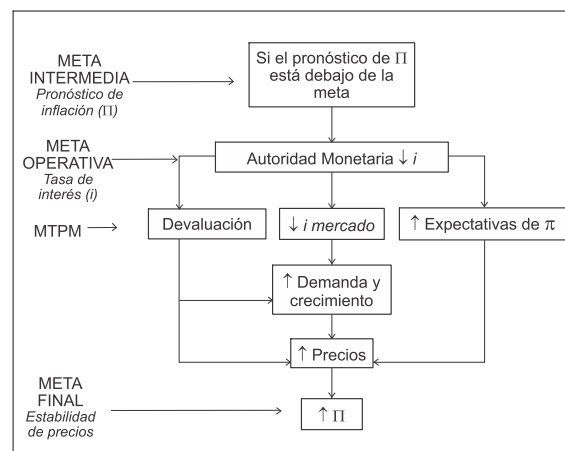 META
INTERMEDIA
Pronóstico de
inflación (Π)
Si el pronóstico de Π
está debajo de la
meta
META
OPERATIVA
Tasa de
interés (i)
Autoridad Monetaria ↓ i
MTPM
Devaluación
↓ i mercado
↑ Expectativas de π
↑ Demanda y
crecimiento
↑ Precios
META
FINAL
Estabilidad
de precios
↑ Π